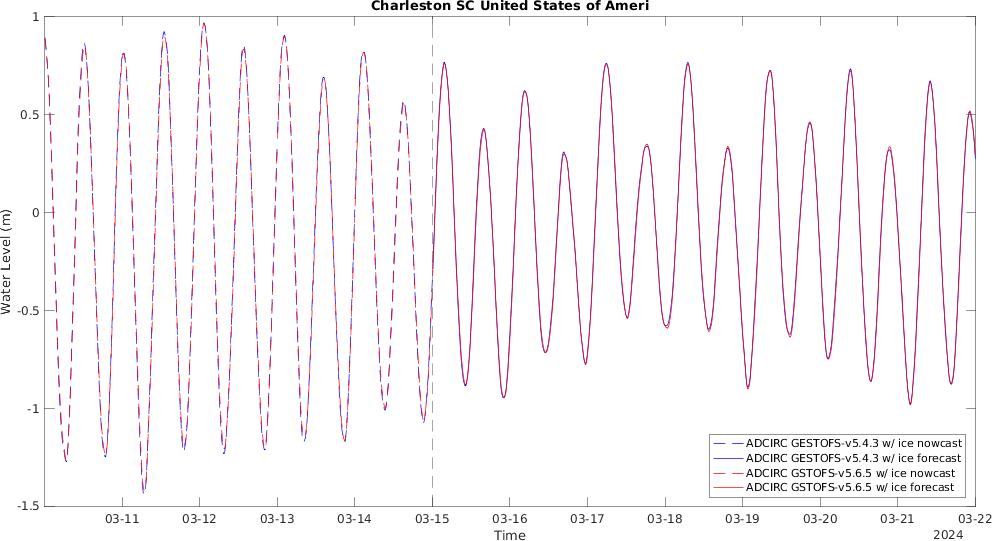 Charleston SC United States of Ameri
Water Level (m)
1
0.5
0
-0.5
-1
-1.5
ADCIRC GESTOFS-v5.4.3 w/ ice nowcast
ADCIRC GESTOFS-v5.4.3 w/ ice forecast
ADCIRC GSTOFS-v5.6.5 w/ ice nowcast
ADCIRC GSTOFS-v5.6.5 w/ ice forecast
03-11 03-12 03-13 03-14 03-15 03-16 03-17 03-18 03-19 03-20 03-21 03-22
Time
2024